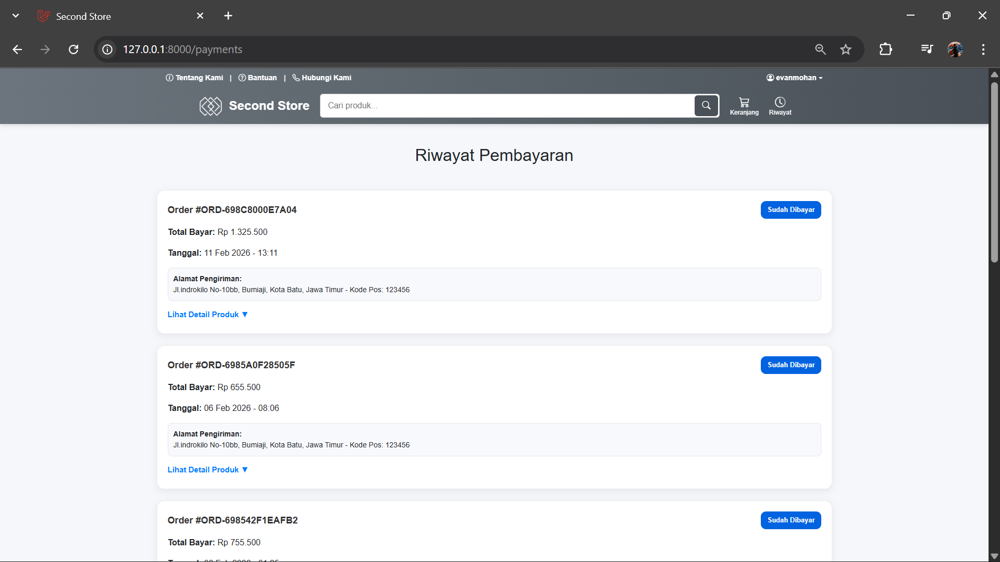 Second Store
127.0.0.1:8000/payments
Tentang Kami | Bantuan | Hubungi Kami
evanmohan
Second Store
Cari produk...
Keranjang
Riwayat
Riwayat Pembayaran
Order #ORD-698C8000E7A04
Sudah Dibayar
Total Bayar: Rp 1.325.500
Tanggal: 11 Feb 2026 - 13:11
Alamat Pengiriman:
Jl.indrokilo No-10bb, Bumiaji, Kota Batu, Jawa Timur - Kode Pos: 123456
Lihat Detail Produk ▼
Order #ORD-6985A0F28505F
Sudah Dibayar
Total Bayar: Rp 655.500
Tanggal: 06 Feb 2026 - 08:06
Alamat Pengiriman:
Jl.indrokilo No-10bb, Bumiaji, Kota Batu, Jawa Timur - Kode Pos: 123456
Lihat Detail Produk ▼
Order #ORD-698542F1EAFB2
Sudah Dibayar
Total Bayar: Rp 755.500